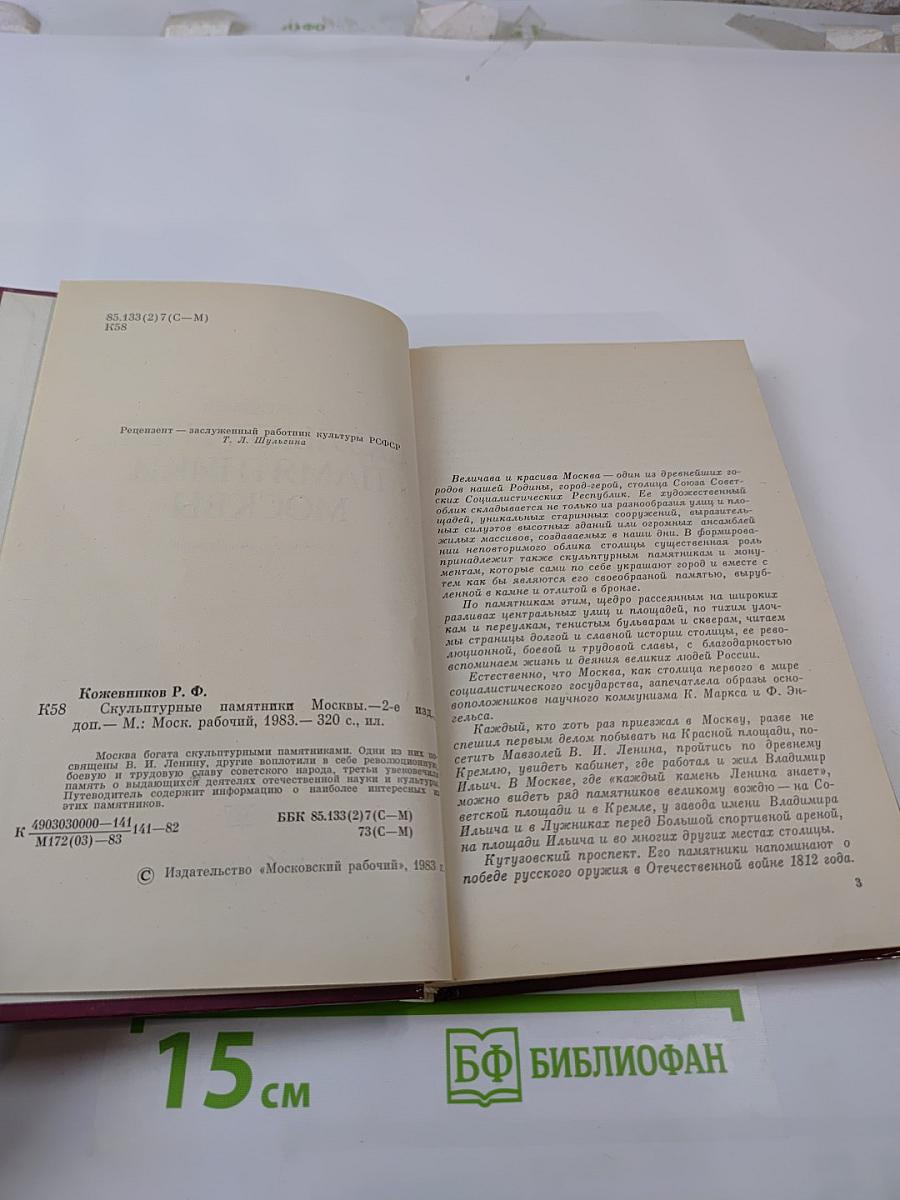 85.133(2)7(С—М)
К58
Рецензент — заслуженный работник культуры РСФСР
Т. Л. Шульгина
Кожевников Р. Ф.
К58 Скульптурные памятники Москвы.—2-е изд.,
доп.— М.: Моск. рабочий, 1983.— 320 с., ил.
Москва богата скульптурными памятниками. Одни из них по-
священы В. И. Ленину, другие воплотили в себе революционную,
боевую и трудовую славу советского народа, третьи увековечили
память о выдающихся деятелях отечественной науки и культуры.
Путеводитель содержит информацию о наиболее интересных из
этих памятников.
К 4903030000—141 141—82
М172(03)—83
ББК 85.133(2)7(С—М)
73(С—М)
© Издательство «Московский рабочий», 1983 г.
Величава и красива Москва — один из древнейших го-
родов нашей Родины, город-герой, столица Союза Совет-
ских Социалистических Республик. Ее художественный
облик складывается не только из разнообразия улиц и пло-
щадей, уникальных старинных сооружений, выразитель-
ных силуэтов высотных зданий или огромных ансамблей
жилых массивов, создаваемых в наши дни. В формирова-
нии неповторимого облика столицы существенная роль
принадлежит также скульптурным памятникам и мону-
ментам, которые сами по себе украшают город и вместе с
тем как бы являются его своеобразной памятью, выруб-
ленной в камне и отлитой в бронзе.
По памятникам этим, щедро рассеянным на широких
разливах центральных улиц и площадей, по тихим улоч-
кам и переулкам, тенистым бульварам и скверам, читаем
мы страницы долгой и славной истории столицы, ее рево-
люционной, боевой и трудовой славы, с благодарностью
вспоминаем жизнь и деяния великих людей России.
Естественно, что Москва, как столица первого в мире
социалистического государства, запечатлела образы осно-
воположников научного коммунизма К. Маркса и Ф. Эн-
гельса.
Каждый, кто хоть раз приезжал в Москву, разве не
спешил первым делом побывать на Красной площади, по-
сетить Мавзолей В. И. Ленина, пройтись по древнему
Кремлю, увидеть кабинет, где работал и жил Владимир
Ильич. В Москве, где «каждый камень Ленина знает»,
можно видеть ряд памятников великому вождю — на Со-
ветской площади и в Кремле, у завода имени Владимира
Ильича и в Лужниках перед Большой спортивной ареной,
на площади Ильича и во многих других местах столицы.
Кутузовский проспект. Его памятники напоминают о
победе русского оружия в Отечественной войне 1812 года.
3
15 см
БФ БИБЛИОФАН